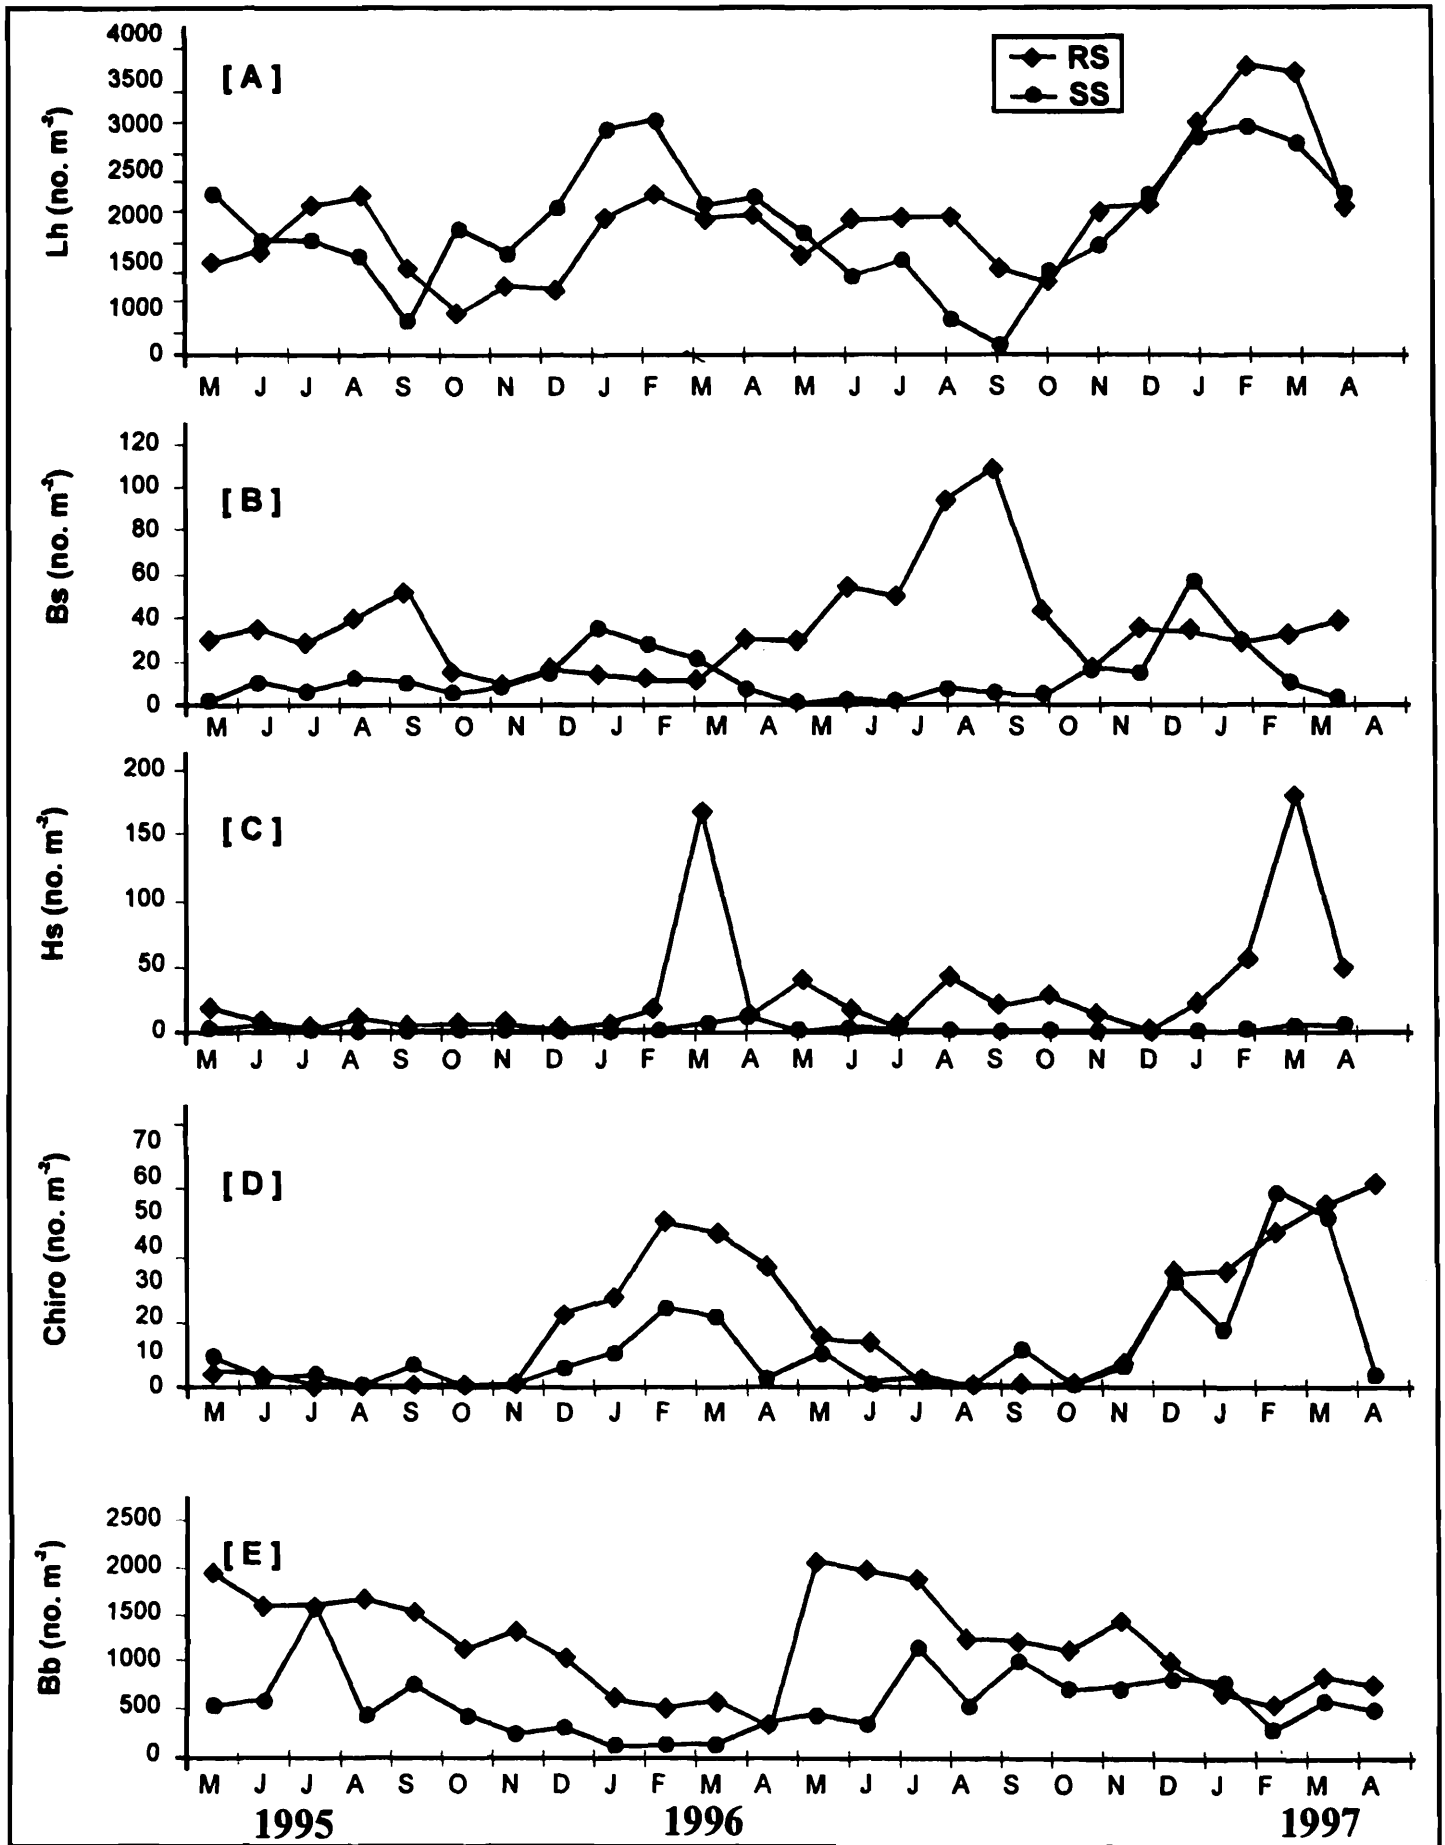 4000
[ A ]
RS
SS
3500
3000
2500
2000
1500
1000
0
Lh (no. m⁻²)
M J J A S O N D J F M A M J J A S O N D J F M A
120
100
[ B ]
80
60
40
20
0
Bs (no. m⁻²)
M J J A S O N D J F M A M J J A S O N D J F M A
200
150
[ C ]
100
50
0
Hs (no. m⁻²)
M J J A S O N D J F M A M J J A S O N D J F M A
70
60
[ D ]
50
40
30
20
10
0
Chiro (no. m⁻²)
M J J A S O N D J F M A M J J A S O N D J F M A
2500
[ E ]
2000
1500
1000
500
0
Bb (no. m⁻²)
M J J A S O N D J F M A M J J A S O N D J F M A
1995 1996 1997